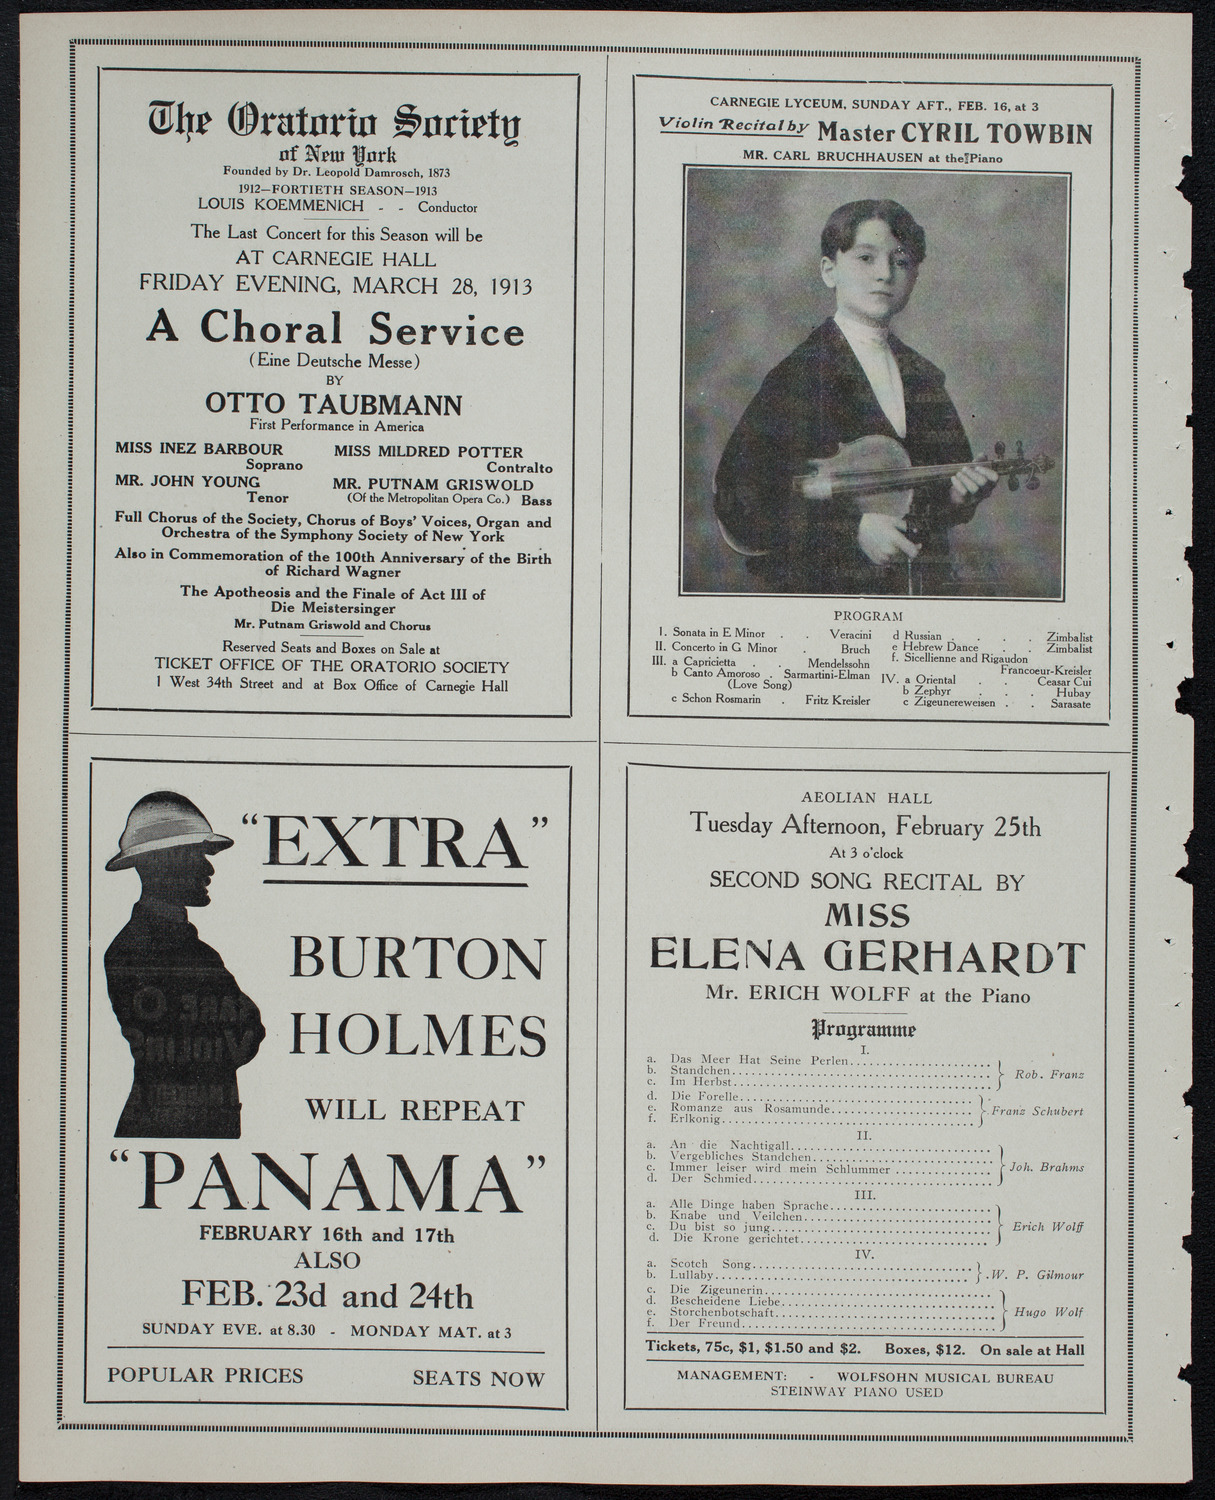 The Oratorio Society
of New York
Founded by Dr. Leopold Damrosch, 1873
1912—FORTIETH SEASON—1913
LOUIS KOEMMENICH - - Conductor
The Last Concert for this Season will be
AT CARNEGIE HALL
FRIDAY EVENING, MARCH 28, 1913
A Choral Service
(Eine Deutsche Messe)
BY
OTTO TAUBMANN
First Performance in America
MISS INEZ BARBOUR MISS MILDRED POTTER
Soprano Contralto
MR. JOHN YOUNG MR. PUTNAM GRISWOLD
Tenor (Of the Metropolitan Opera Co.) Bass
Full Chorus of the Society, Chorus of Boys' Voices, Organ and
Orchestra of the Symphony Society of New York
Also in Commemoration of the 100th Anniversary of the Birth
of Richard Wagner
The Apotheosis and the Finale of Act III of
Die Meistersinger
Mr. Putnam Griswold and Chorus
Reserved Seats and Boxes on Sale at
TICKET OFFICE OF THE ORATORIO SOCIETY
1 West 34th Street and at Box Office of Carnegie Hall
CARNEGIE LYCEUM, SUNDAY AFT., FEB. 16, at 3
Violin Recital by Master CYRIL TOWBIN
MR. CARL BRUCHHAUSEN at the Piano
PROGRAM
I. Sonata in E Minor . . Veracini
II. Concerto in G Minor . Bruch
III. a Capricietta . . Mendelssohn
b Canto Amoroso . Sarmartini-Elman
(Love Song)
c Schon Rosmarin . Fritz Kreisler
d Russian . . . . Zimbalist
e Hebrew Dance . . Zimbalist
f. Sicellienne and Rigaudon
Francoeur-Kreisler
IV. a Oriental . . Ceasar Cui
b Zephyr . . . Hubay
c Zigeunereweisen . . Sarasate
"EXTRA"
BURTON
HOLMES
WILL REPEAT
"PANAMA"
FEBRUARY 16th and 17th
ALSO
FEB. 23d and 24th
SUNDAY EVE. at 8.30 - MONDAY MAT. at 3
POPULAR PRICES SEATS NOW
AEOLIAN HALL
Tuesday Afternoon, February 25th
At 3 o'clock
SECOND SONG RECITAL BY
MISS
ELENA GERHARDT
Mr. ERICH WOLFF at the Piano
Programme
I.
a. Das Meer Hat Seine Perlen
b. Standchen
c. Im Herbst
Rob. Franz
d. Die Forelle
e. Romanze aus Rosamunde
f. Erlkonig
Franz Schubert
II.
a. An die Nachtigall
b. Vergebliches Standchen
c. Immer leiser wird mein Schlummer
d. Der Schmied
Joh. Brahms
III.
a. Alle Dinge haben Sprache
b. Knabe und Veilchen
c. Du bist so jung
d. Die Krone gerichtet
Erich Wolff
IV.
a. Scotch Song
b. Lullaby
W. P. Gilmour
c. Die Zigeunerin
d. Bescheidene Liebe
e. Storchenbotschaft
f. Der Freund
Hugo Wolf
Tickets, 75c, $1, $1.50 and $2. Boxes, $12. On sale at Hall
MANAGEMENT: - WOLFSOHN MUSICAL BUREAU
STEINWAY PIANO USED